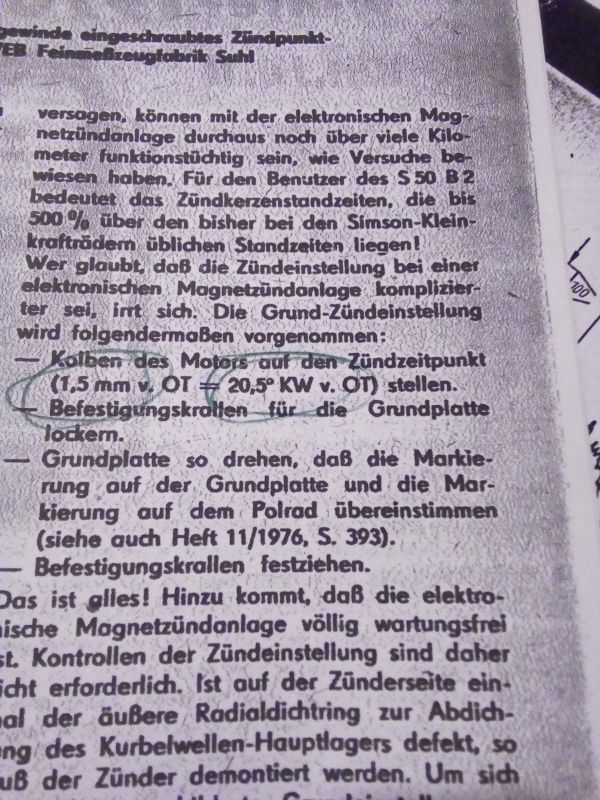 gewinde eingeschraubtes Zündpunkt-
VEB Feinmeßzeugfabrik Suhl
versagen, können mit der elektronischen Mag-
netzündanlage durchaus noch über viele Kilo-
meter funktionstüchtig sein, wie Versuche be-
wiesen haben. Für den Benutzer des S 50 B 2
bedeutet das Zündkerzenstandzeiten, die bis
500 % über den bisher bei den Simson-Klein-
krafträdern üblichen Standzeiten liegen!
Wer glaubt, daß die Zündeinstellung bei einer
elektronischen Magnetzündanlage komplizier-
ter sei, irrt sich. Die Grund-Zündeinstellung
wird folgendermaßen vorgenommen:
— Kolben des Motors auf den Zündzeitpunkt
(1,5 mm v. OT = 20,5° KW v. OT) stellen.
— Befestigungskrallen für die Grundplatte
lockern.
— Grundplatte so drehen, daß die Markie-
rung auf der Grundplatte und die Mar-
kierung auf dem Polrad übereinstimmen
(siehe auch Heft 11/1976, S. 393).
— Befestigungskrallen festziehen.
Das ist alles! Hinzu kommt, daß die elektro-
nische Magnetzündanlage völlig wartungsfrei
ist. Kontrollen der Zündeinstellung sind daher
nicht erforderlich. Ist auf der Zünderseite ein-
mal der äußere Radialdichtring zur Abdich-
ung des Kurbelwellen-Hauptlagers defekt, so
muß der Zünder demontiert werden. Um sich
100